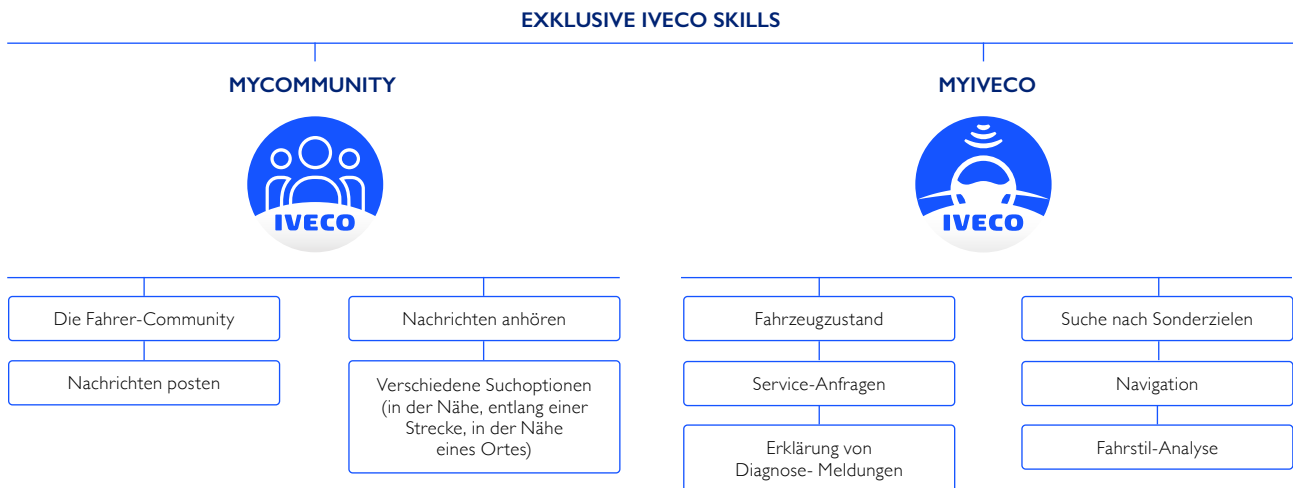 EXKLUSIVE IVECO SKILLS
MYCOMMUNITY
IVECO
Die Fahrer-Community
Nachrichten posten
Nachrichten anhören
Verschiedene Suchoptionen
(in der Nähe, entlang einer
Strecke, in der Nähe
eines Ortes)
MYIVECO
IVECO
Fahrzeugzustand
Service-Anfragen
Erklärung von
Diagnose- Meldungen
Suche nach Sonderzielen
Navigation
Fahrstil-Analyse